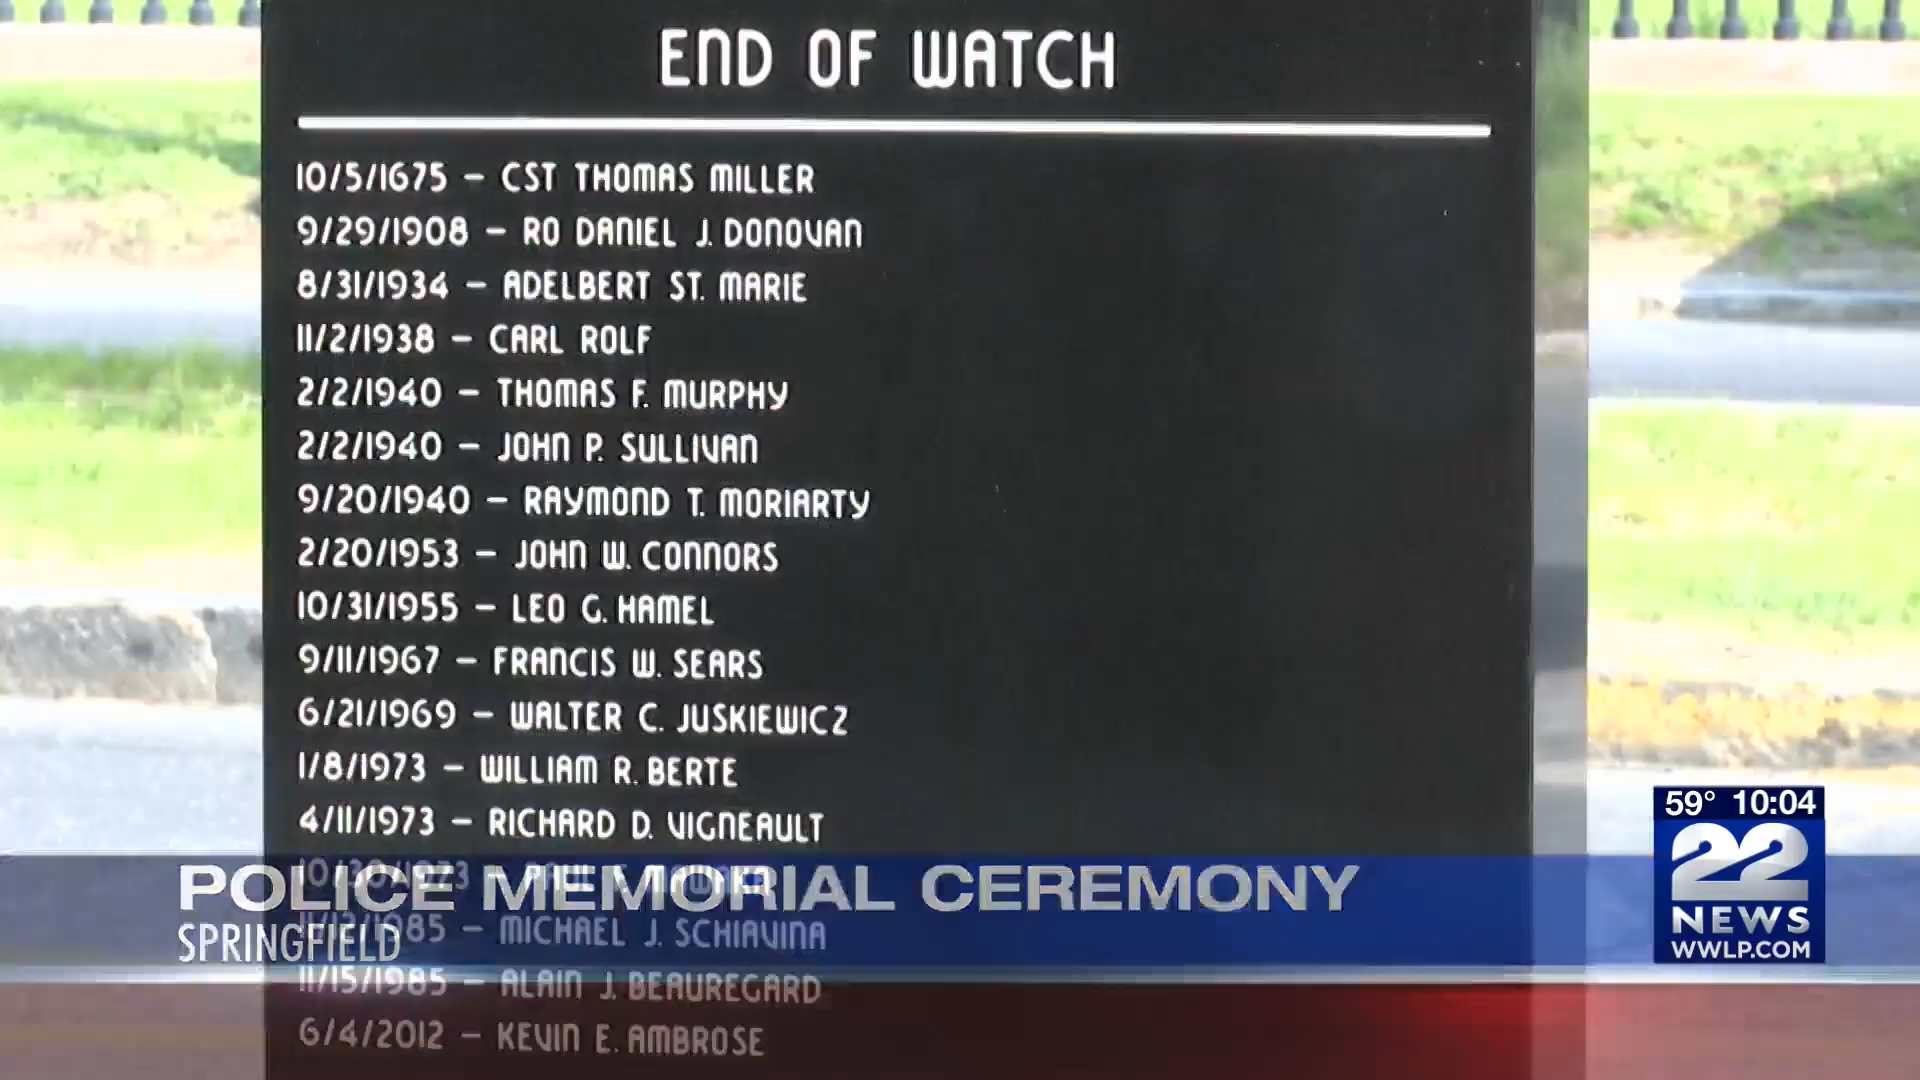 END OF WATCH
10/5/1675 – CST THOMAS MILLER
9/29/1908 – RO DANIEL J. DONOVAN
8/31/1934 – ADELBERT ST. MARIE
11/2/1938 – CARL ROLF
2/2/1940 – THOMAS F. MURPHY
2/2/1940 – JOHN P. SULLIVAN
9/20/1940 – RAYMOND T. MORIARTY
2/20/1953 – JOHN W. CONNORS
10/31/1955 – LEO G. HAMEL
9/11/1967 – FRANCIS W. SEARS
6/21/1969 – WALTER C. JUSKIEWICZ
1/8/1973 – WILLIAM R. BERTE
4/11/1973 – RICHARD D. VIGNEAULT
10/30/1973 –
– MICHAEL J. SCHIAVINA
11/15/1985 – ALAIN J. BEAUREGARD
6/4/2012 – KEVIN E. AMBROSE
POLICE MEMORIAL CEREMONY
SPRINGFIELD
59° 10:04
22
NEWS
WWLP.COM